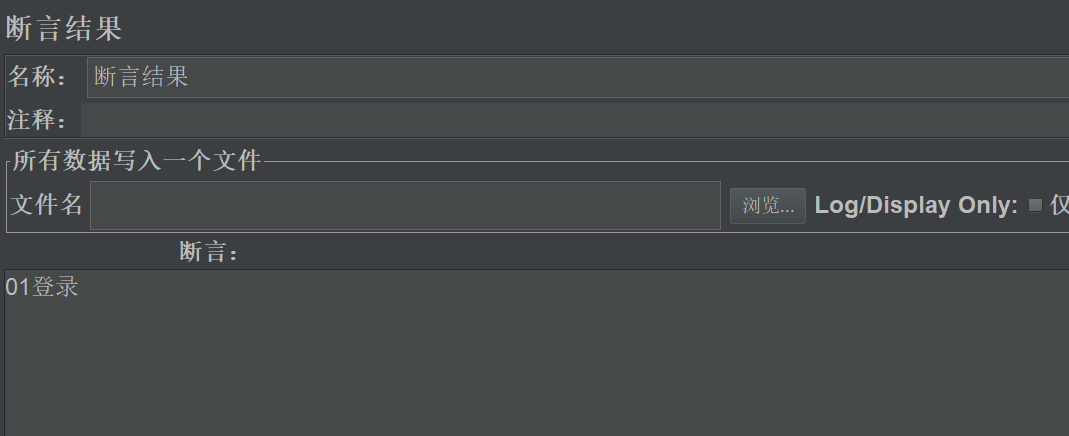 断言结果
名称： 断言结果
注释：
所有数据写入一个文件
文件名 浏览... Log/Display Only: 仅
断言：
01登录